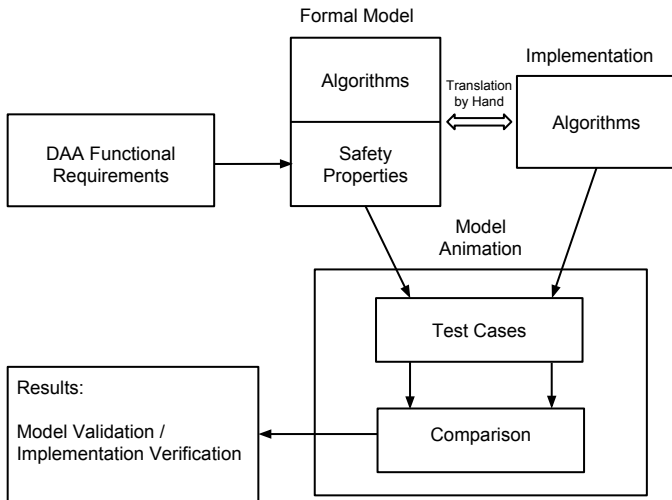 Formal Model
Implementation
Algorithms
Translation
by Hand
Algorithms
DAA Functional
Requirements
Safety
Properties
Model
Animation
Test Cases
Results:
Model Validation /
Implementation Verification
Comparison